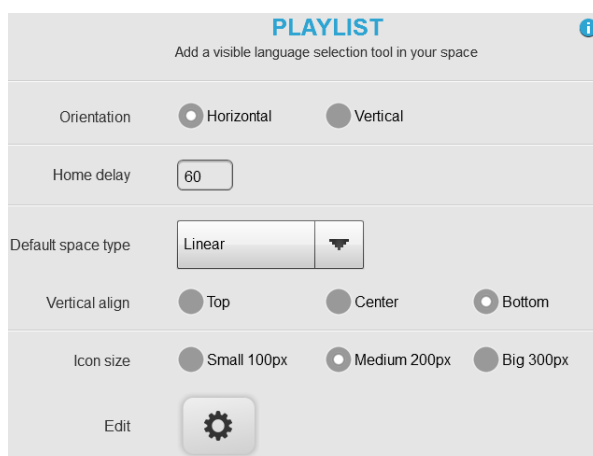 PLAYLIST
Add a visible language selection tool in your space
Orientation Horizontal Vertical
Home delay 60
Default space type Linear
Vertical align Top Center Bottom
Icon size Small 100px Medium 200px Big 300px
Edit